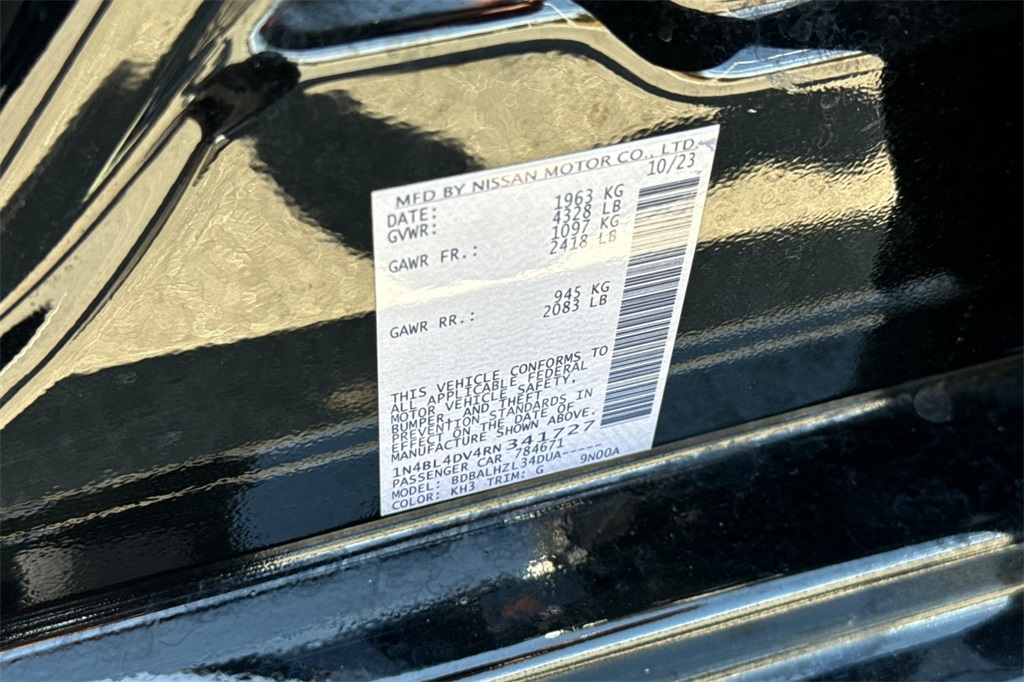 MFD BY NISSAN MOTOR CO., LTD.
DATE: 10/23
GVWR: 1963 KG
4328 LB
GAWR FR.: 1097 KG
2418 LB
GAWR RR.: 945 KG
2083 LB
THIS VEHICLE CONFORMS TO
ALL APPLICABLE FEDERAL
MOTOR VEHICLE SAFETY,
BUMPER, AND THEFT
PREVENTION STANDARDS IN
EFFECT ON THE DATE OF
MANUFACTURE SHOWN ABOVE.
1N4BL4DV4RN341727
PASSENGER CAR 784671
MODEL: BDBALHZL34DUA-----
COLOR: KH3 TRIM: G 9N00A